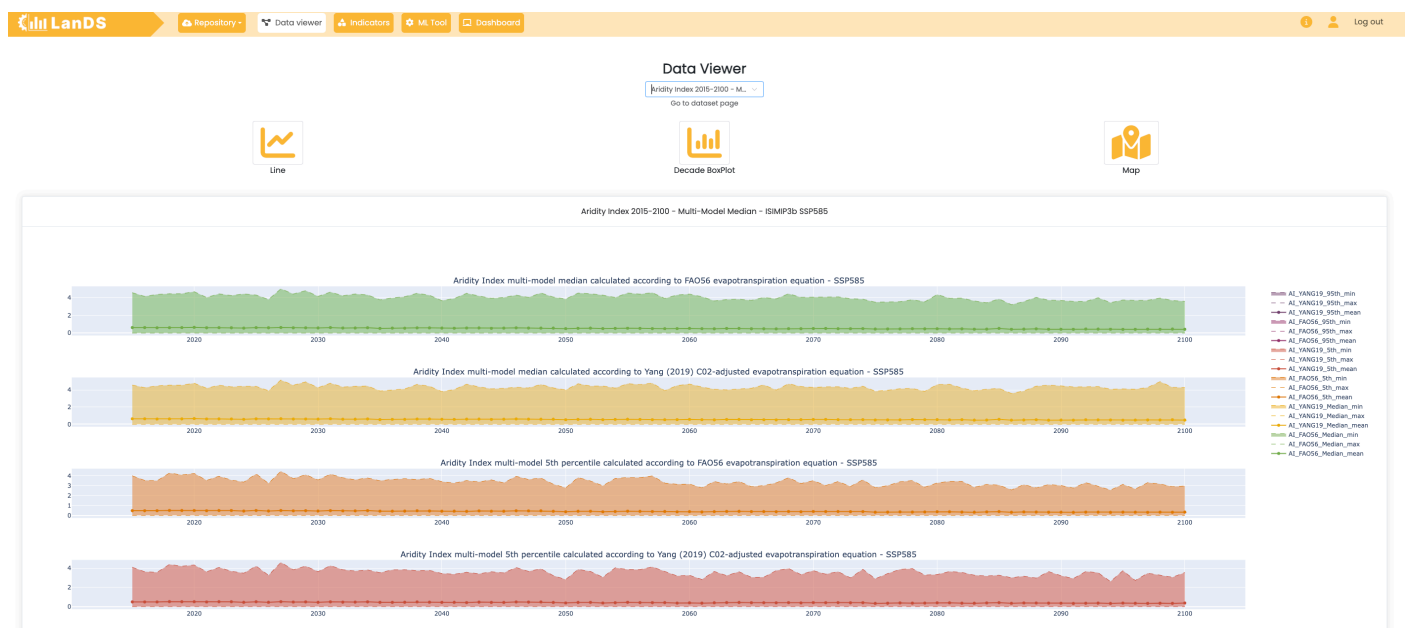 LanDS
Repository
Data viewer
Indicators
ML Tool
Dashboard
Log out
Data Viewer
Aridity Index 2015-2100 - M...
Go to dataset page
Line
Decade BoxPlot
Map
Aridity Index 2015-2100 - Multi-Model Median - ISIMIP3b SSP585
Aridity Index multi-model median calculated according to FAO56 evapotranspiration equation - SSP585
4
2
0
2020 2030 2040 2050 2060 2070 2080 2090 2100
Aridity Index multi-model median calculated according to Yang (2019) C02-adjusted evapotranspiration equation - SSP585
4
2
0
2020 2030 2040 2050 2060 2070 2080 2090 2100
Aridity Index multi-model 5th percentile calculated according to FAO56 evapotranspiration equation - SSP585
4
3
2
1
0
2020 2030 2040 2050 2060 2070 2080 2090 2100
Aridity Index multi-model 5th percentile calculated according to Yang (2019) C02-adjusted evapotranspiration equation - SSP585
4
2
0
2020 2030 2040 2050 2060 2070 2080 2090 2100
AI_YANG19_95th_min
AI_YANG19_95th_max
AI_YANG19_95th_mean
AI_FAO56_95th_min
AI_FAO56_95th_max
AI_FAO56_95th_mean
AI_YANG19_5th_min
AI_YANG19_5th_max
AI_YANG19_5th_mean
AI_FAO56_5th_min
AI_FAO56_5th_max
AI_FAO56_5th_mean
AI_YANG19_Median_min
AI_YANG19_Median_max
AI_YANG19_Median_mean
AI_FAO56_Median_min
AI_FAO56_Median_max
AI_FAO56_Median_mean